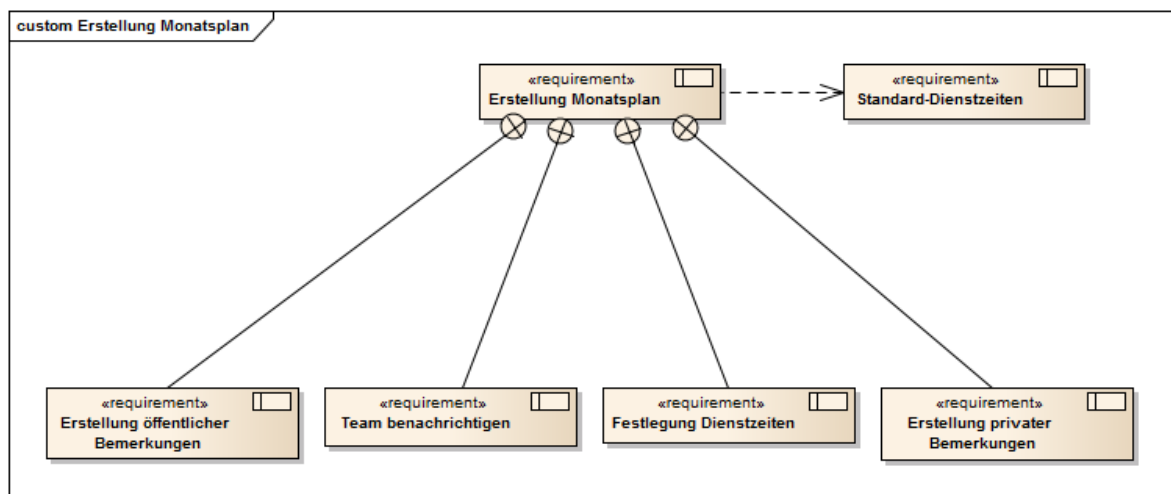 custom Erstellung Monatsplan
«requirement»
Erstellung Monatsplan
«requirement»
Standard-Dienstzeiten
«requirement»
Erstellung öffentlicher
Bemerkungen
«requirement»
Team benachrichtigen
«requirement»
Festlegung Dienstzeiten
«requirement»
Erstellung privater
Bemerkungen